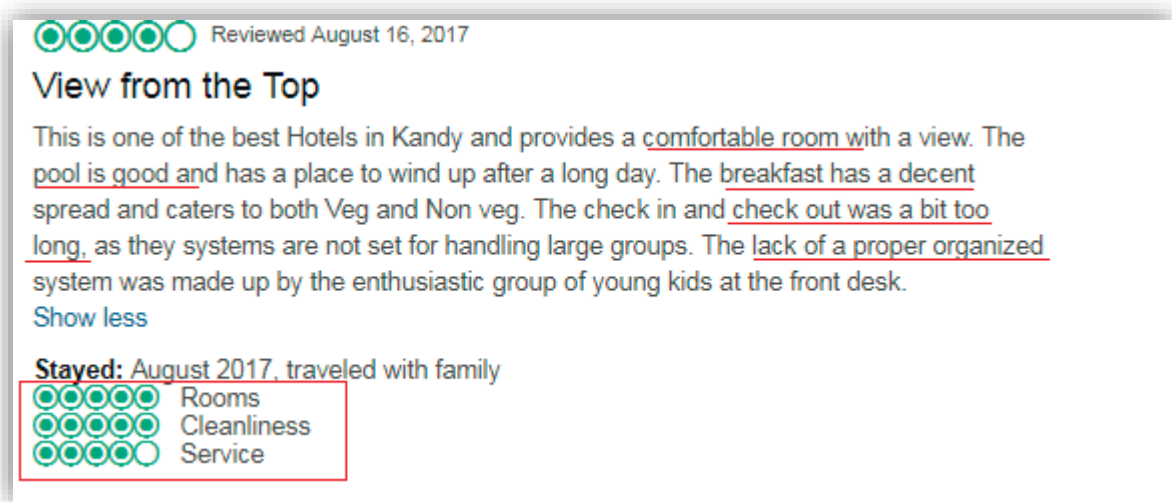 Reviewed August 16, 2017
View from the Top
This is one of the best Hotels in Kandy and provides a comfortable room with a view. The
pool is good and has a place to wind up after a long day. The breakfast has a decent
spread and caters to both Veg and Non veg. The check in and check out was a bit too
long, as they systems are not set for handling large groups. The lack of a proper organized
system was made up by the enthusiastic group of young kids at the front desk.
Show less
Stayed: August 2017, traveled with family
Rooms
Cleanliness
Service